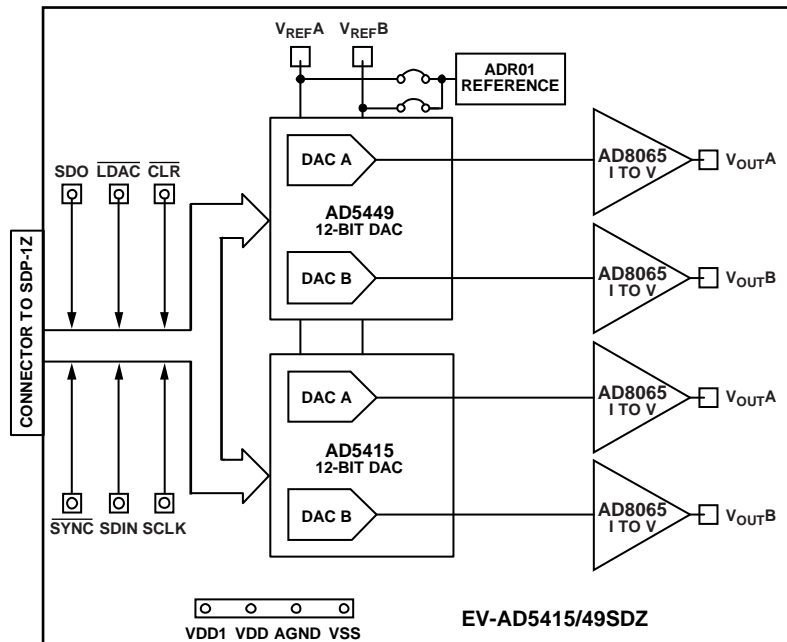 VREFA VREFB
ADR01
REFERENCE
DAC A
AD5449
12-BIT DAC
DAC B
AD8065
I TO V
VOUTA
AD8065
I TO V
VOUTB
SDO LDAC CLR
CONNECTOR TO SDP-1Z
SYNC SDIN SCLK
DAC A
AD5415
12-BIT DAC
DAC B
AD8065
I TO V
VOUTA
AD8065
I TO V
VOUTB
VDD1 VDD AGND VSS
EV-AD5415/49SDZ